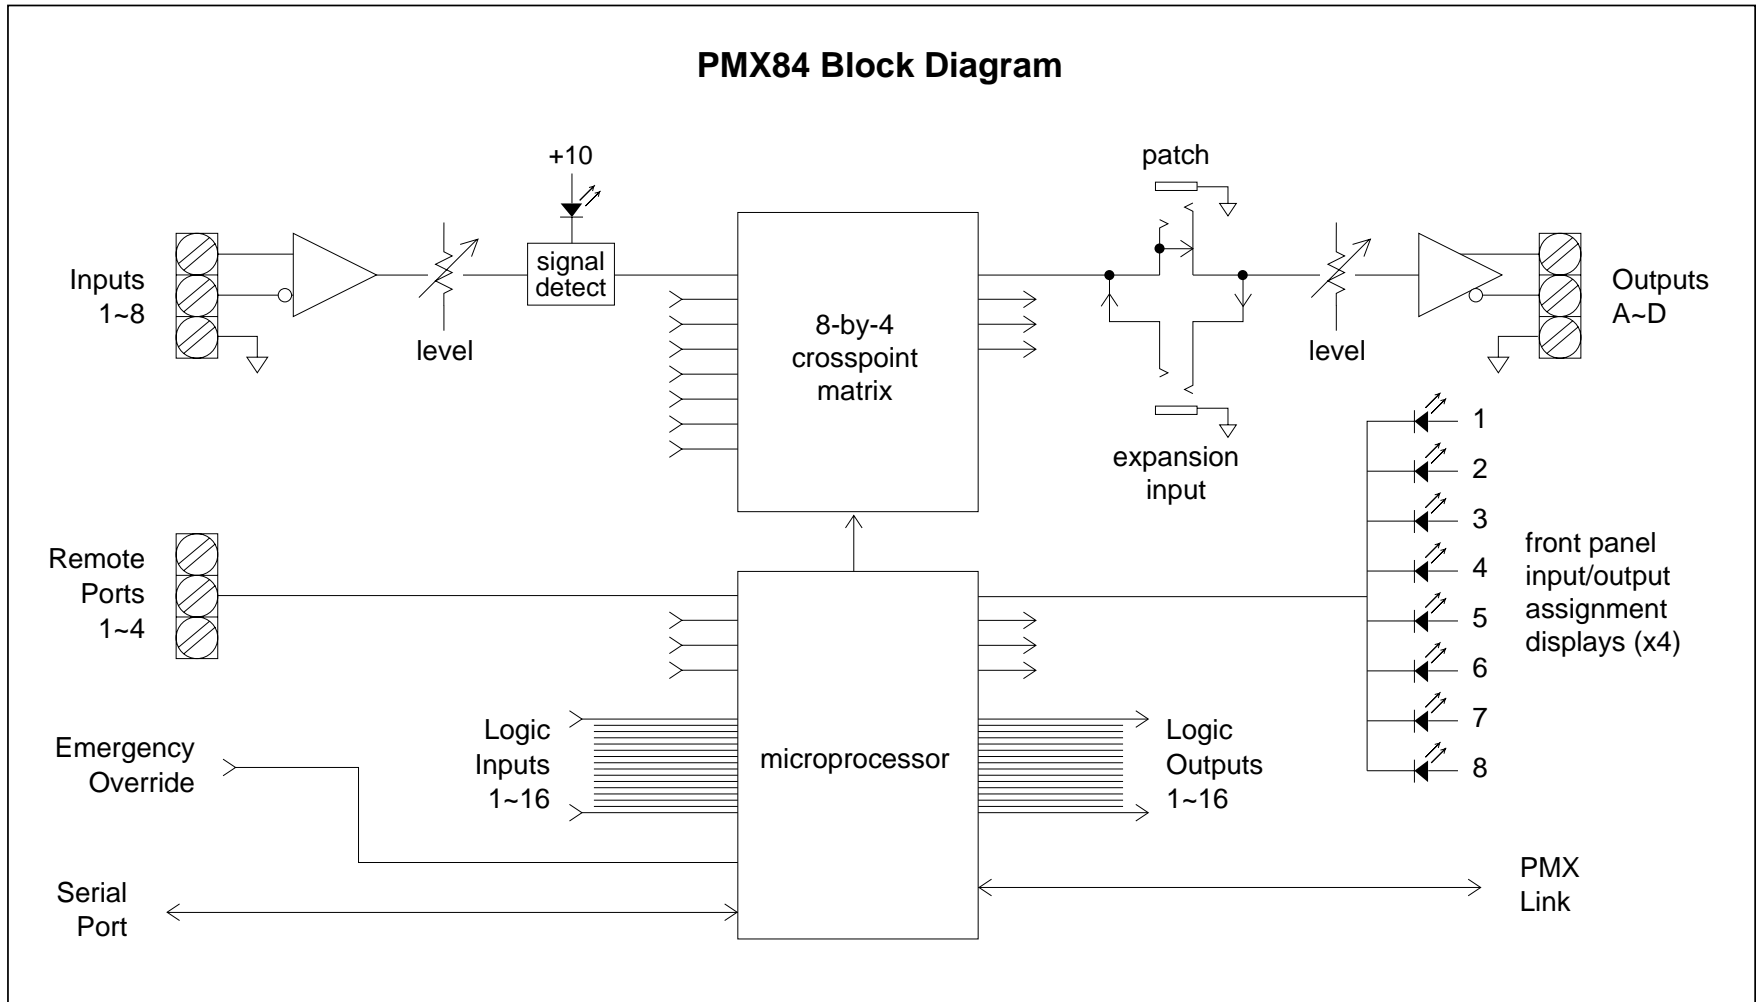 PMX84 Block Diagram
+10
patch
Inputs
1~8
signal
detect
level
8-by-4
crosspoint
matrix
level
Outputs
A~D
expansion
input
1
2
3
4
5
6
7
8
front panel
input/output
assignment
displays (x4)
Remote
Ports
1~4
Logic
Inputs
1~16
microprocessor
Logic
Outputs
1~16
Emergency
Override
Serial
Port
PMX
Link